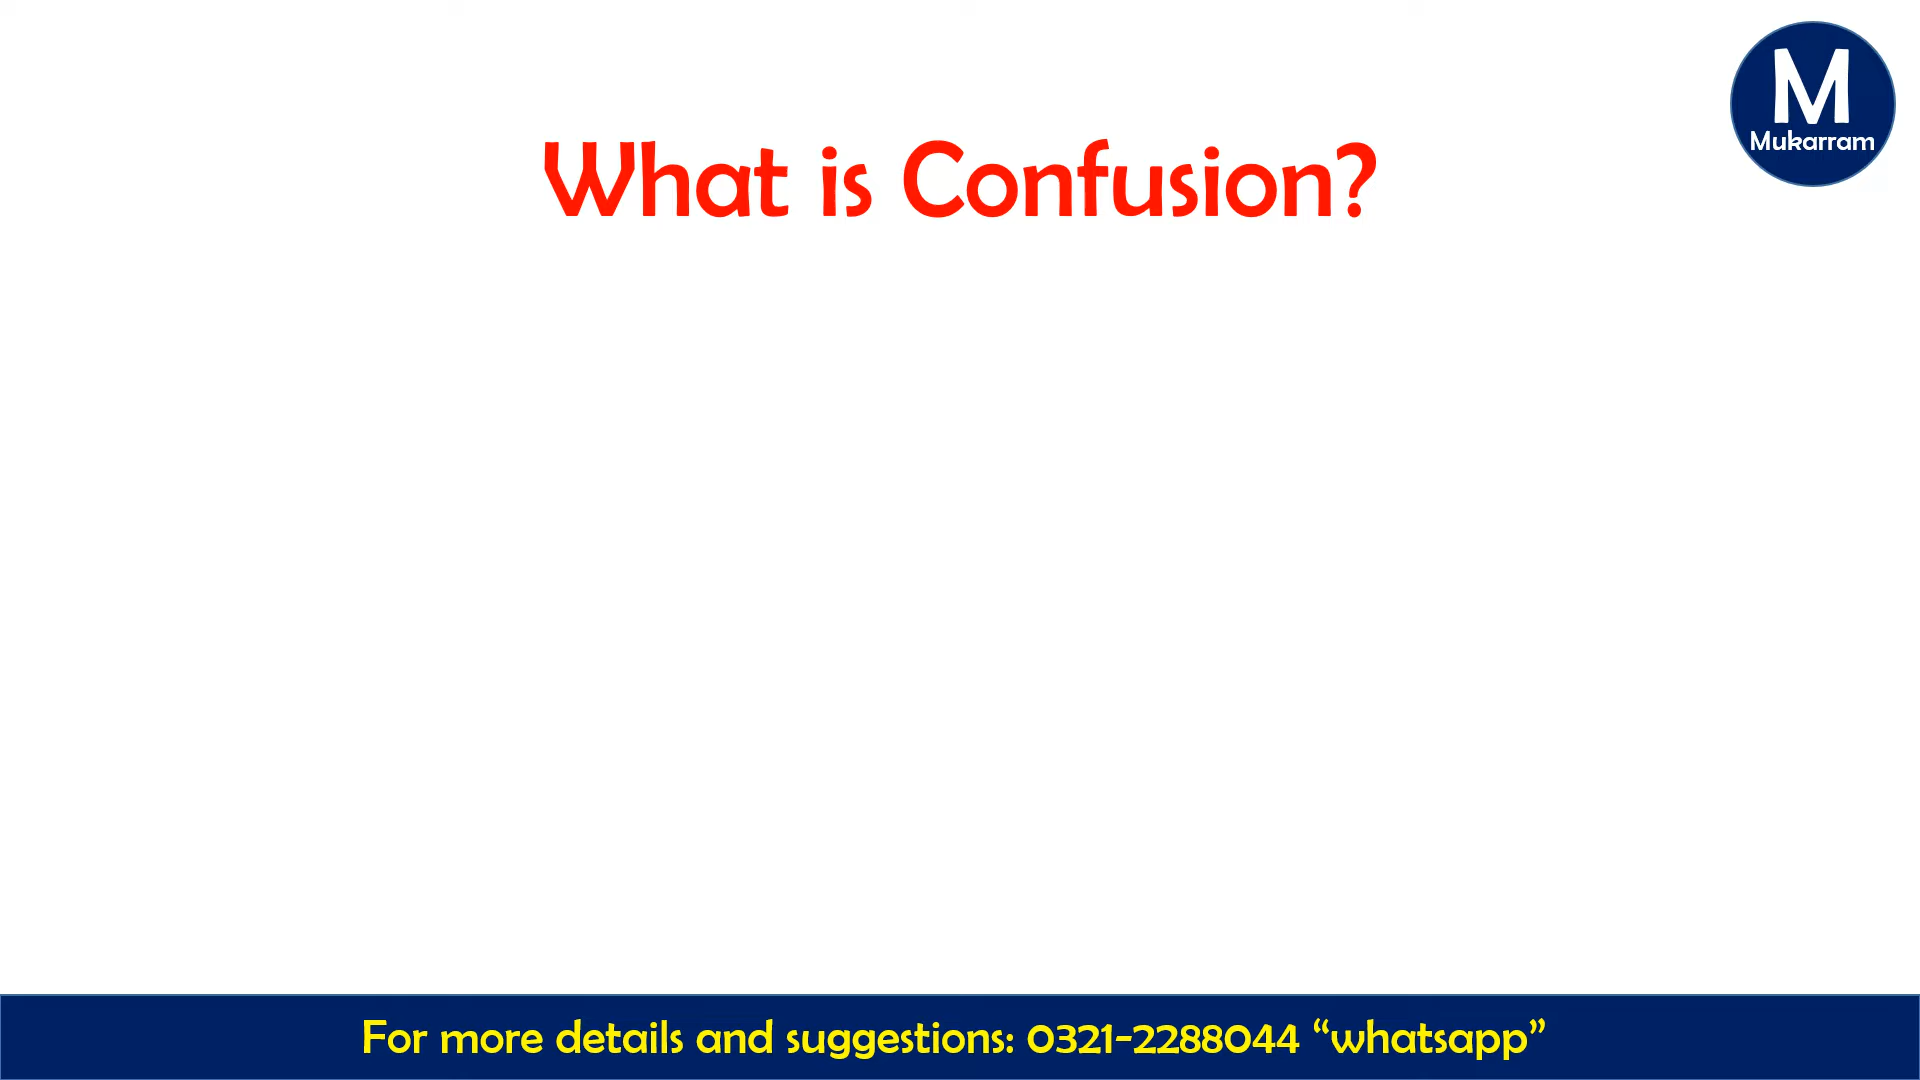 M
Mukarram
What is Confusion?
For more details and suggestions: 0321-2288044 “whatsapp”